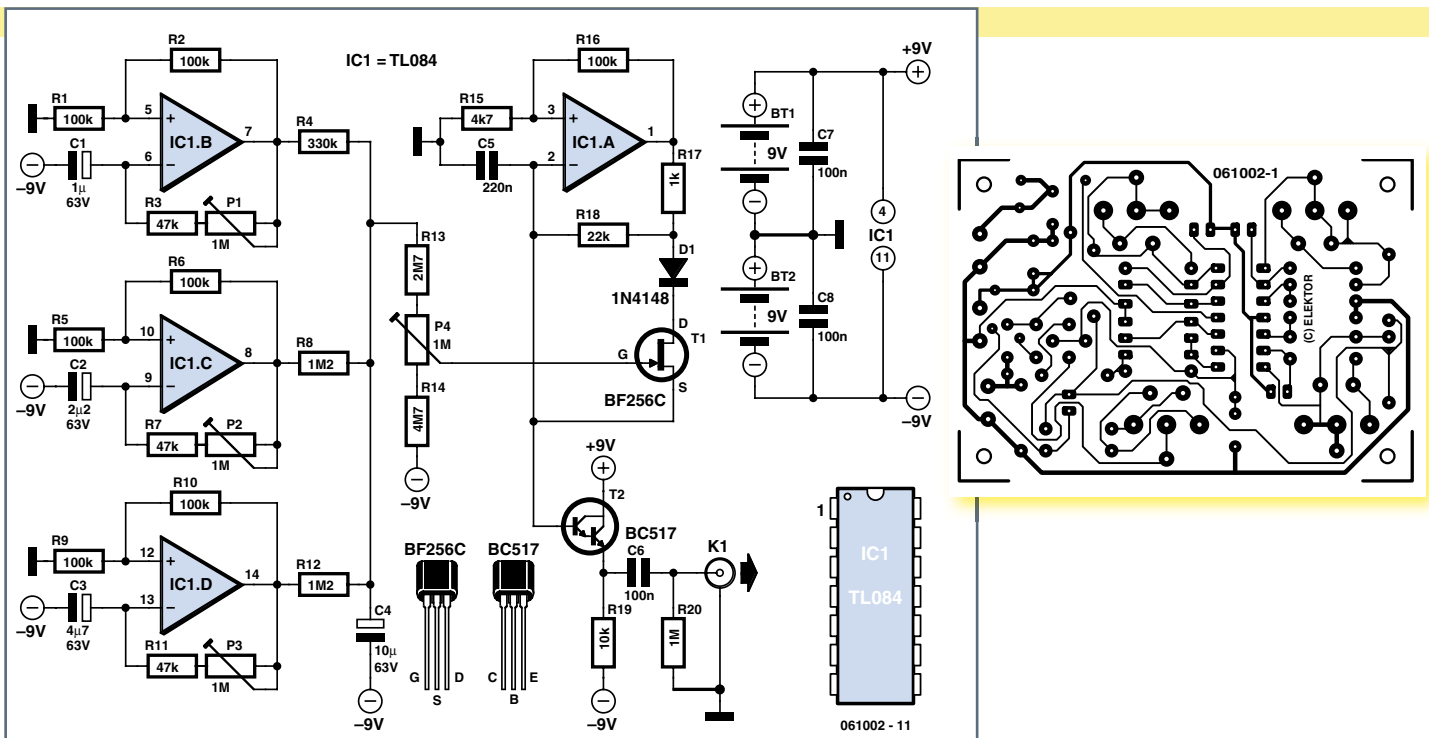 R2
100k
R1
100k
5
+
IC1.B
7
6
–
C1
1µ
63V
–9V
R3
47k
P1
1M
R4
330k
R6
100k
R5
100k
10
+
IC1.C
8
9
–
C2
2µ2
63V
–9V
R7
47k
P2
1M
R8
1M2
R10
100k
R9
100k
12
+
IC1.D
14
13
–
C3
4µ7
63V
–9V
R11
47k
P3
1M
R12
1M2
C4
10µ
63V
–9V
IC1 = TL084
R13
2M7
P4
1M
R14
4M7
–9V
R16
100k
R15
4k7
3
+
IC1.A
1
2
–
C5
220n
R17
1k
R18
22k
D1
1N4148
D
T1
G
S
BF256C
+9V
T2
BC517
C6
100n
K1
R19
10k
R20
1M
–9V
BF256C
G
S
D
BC517
C
B
E
BT1
9V
C7
100n
BT2
9V
C8
100n
+9V
4
IC1
11
–9V
1
IC1
TL084
061002 - 11
061002-1
(C) ELEKTOR